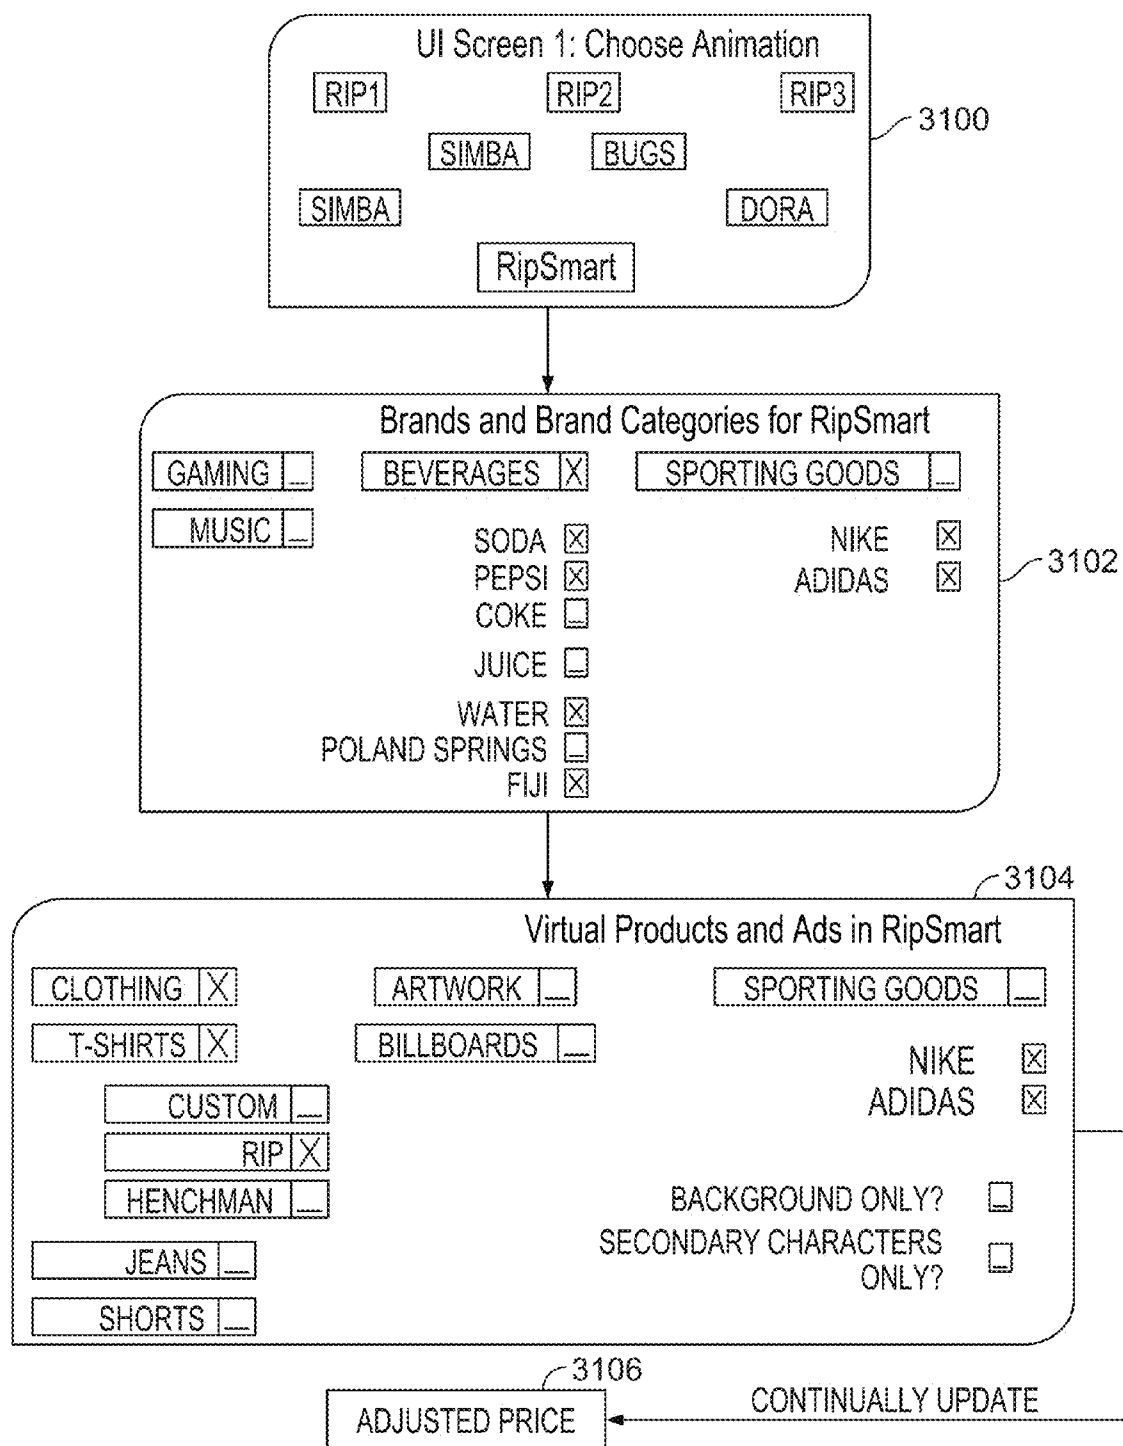 UI Screen 1: Choose Animation
RIP1 RIP2 RIP3
3100
SIMBA BUGS
SIMBA DORA
RipSmart
Brands and Brand Categories for RipSmart
GAMING _ BEVERAGES X SPORTING GOODS _
MUSIC _
SODA X NIKE X
3102
PEPSI X ADIDAS X
COKE _
JUICE _
WATER X
POLAND SPRINGS _
FIJI X
3104
Virtual Products and Ads in RipSmart
CLOTHING X ARTWORK _ SPORTING GOODS _
T-SHIRTS X BILLBOARDS _
NIKE X
CUSTOM _ ADIDAS X
RIP X
HENCHMAN _ BACKGROUND ONLY? _
JEANS _ SECONDARY CHARACTERS
ONLY? _
SHORTS _
3106
ADJUSTED PRICE CONTINUALLY UPDATE